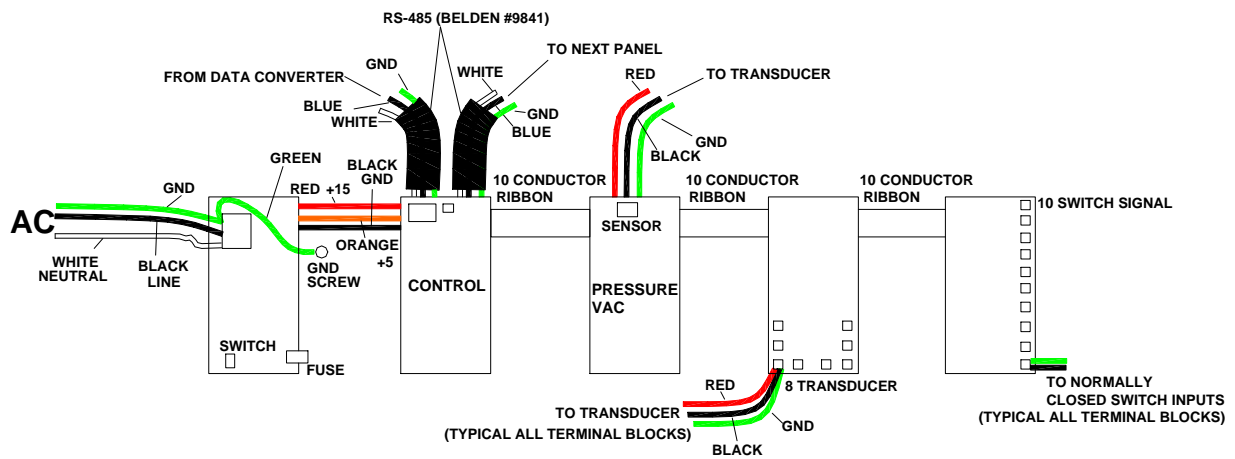 RS-485 (BELDEN #9841)
TO NEXT PANEL
GND
WHITE
FROM DATA CONVERTER
RED
TO TRANSDUCER
BLUE
WHITE
GND
BLUE
GND
BLACK
GREEN
BLACK
GND
GND
RED +15
10 CONDUCTOR
RIBBON
10 CONDUCTOR
RIBBON
10 CONDUCTOR
RIBBON
10 SWITCH SIGNAL
AC
SENSOR
WHITE
NEUTRAL
BLACK
LINE
GND
SCREW
ORANGE
+5
CONTROL
PRESSURE
VAC
SWITCH
FUSE
RED
8 TRANSDUCER
TO TRANSDUCER
(TYPICAL ALL TERMINAL BLOCKS)
GND
BLACK
TO NORMALLY
CLOSED SWITCH INPUTS
(TYPICAL ALL TERMINAL BLOCKS)